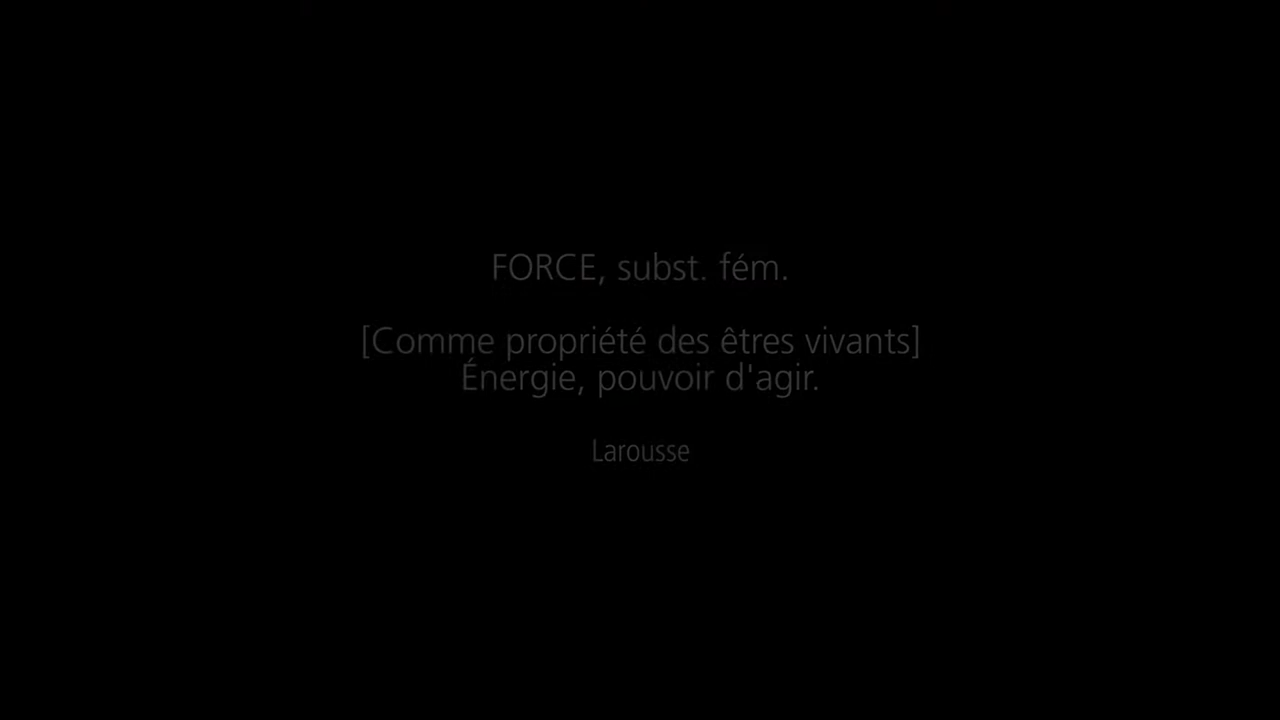 FORCE, subst. fém.
[Comme propriété des êtres vivants]
Énergie, pouvoir d'agir.
Larousse